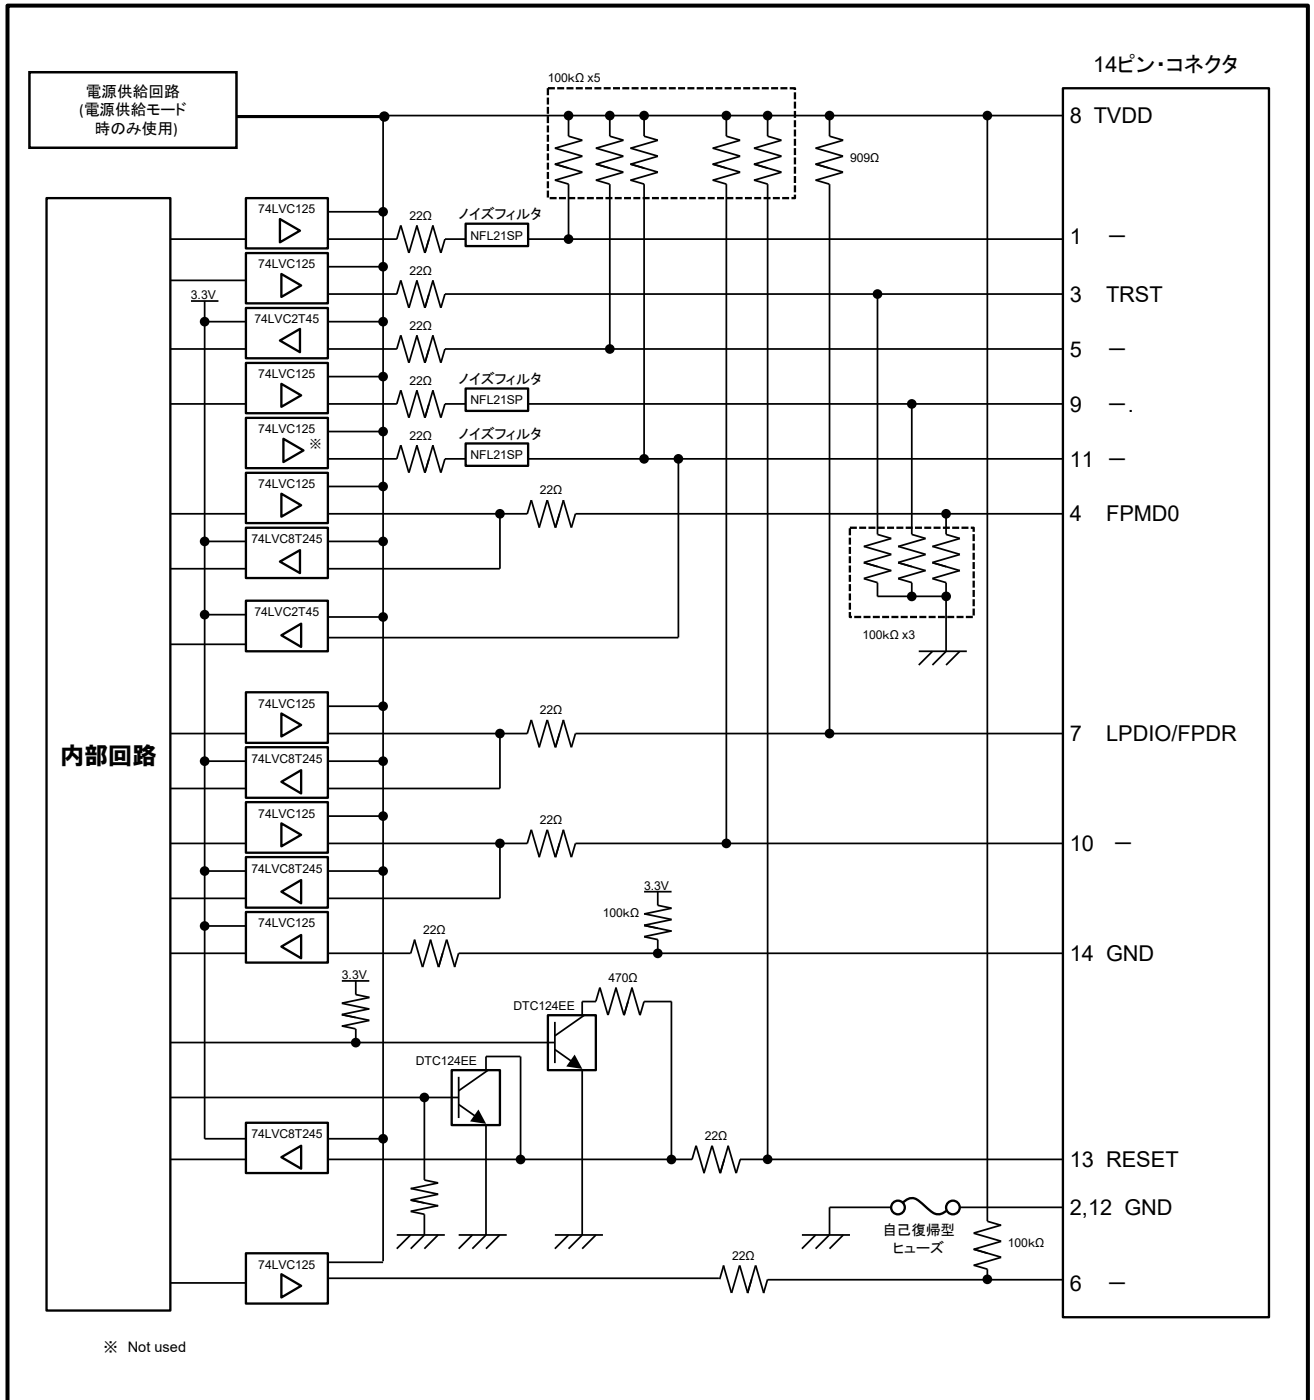 14ピン・コネクタ
電源供給回路
(電源供給モード
時のみ使用)
100kΩ x5
8 TVDD
909Ω
74LVC125
22Ω
ノイズフィルタ
NFL21SP
1 －
74LVC125
22Ω
3 TRST
3.3V
74LVC2T45
22Ω
5 －
74LVC125
22Ω
ノイズフィルタ
NFL21SP
9 －.
74LVC125
※
22Ω
ノイズフィルタ
NFL21SP
11 －
74LVC125
22Ω
4 FPMD0
74LVC8T245
74LVC2T45
100kΩ x3
74LVC125
22Ω
7 LPDIO/FPDR
内部回路
74LVC8T245
74LVC125
22Ω
10 －
74LVC8T245
3.3V
100kΩ
74LVC125
22Ω
14 GND
3.3V
470Ω
DTC124EE
DTC124EE
74LVC8T245
22Ω
13 RESET
2,12 GND
自己復帰型
ヒューズ
100kΩ
74LVC125
22Ω
6 －
※ Not used